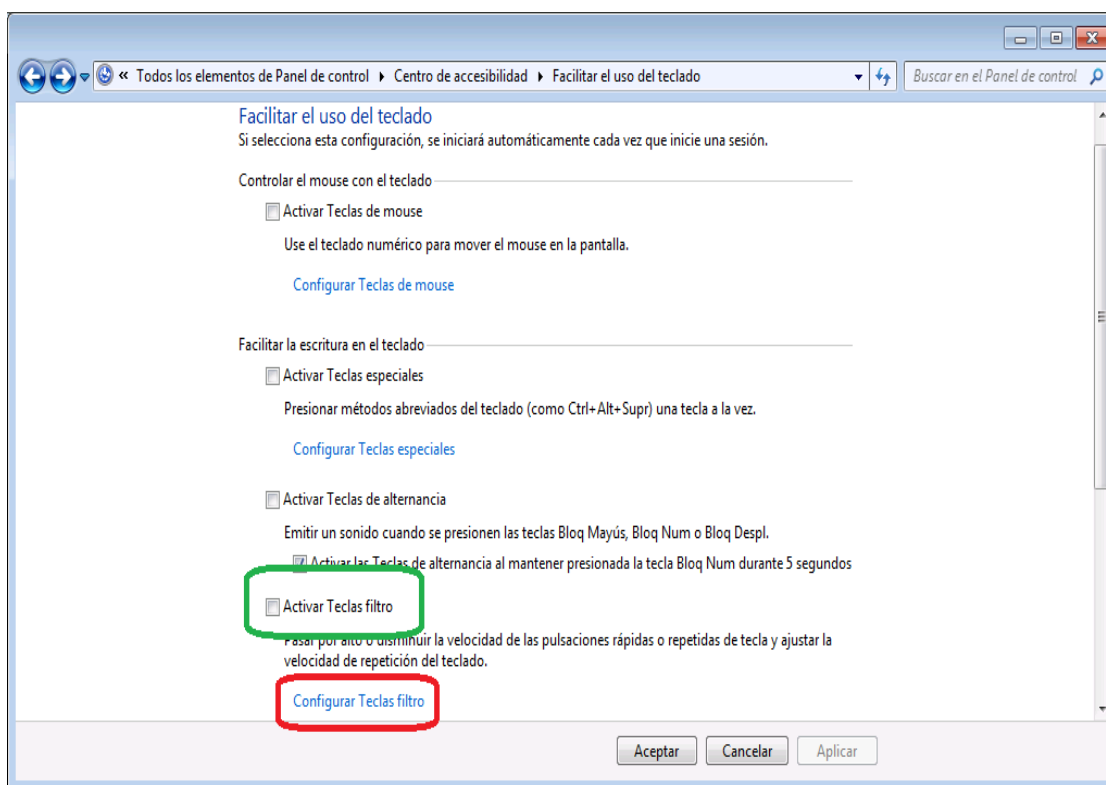 « Todos los elementos de Panel de control ▸ Centro de accesibilidad ▸ Facilitar el uso del teclado
Buscar en el Panel de control
Facilitar el uso del teclado
Si selecciona esta configuración, se iniciará automáticamente cada vez que inicie una sesión.
Controlar el mouse con el teclado
Activar Teclas de mouse
Use el teclado numérico para mover el mouse en la pantalla.
Configurar Teclas de mouse
Facilitar la escritura en el teclado
Activar Teclas especiales
Presionar métodos abreviados del teclado (como Ctrl+Alt+Supr) una tecla a la vez.
Configurar Teclas especiales
Activar Teclas de alternancia
Emitir un sonido cuando se presionen las teclas Bloq Mayús, Bloq Num o Bloq Despl.
Activar las Teclas de alternancia al mantener presionada la tecla Bloq Num durante 5 segundos
Activar Teclas filtro
Pasar por alto o disminuir la velocidad de las pulsaciones rápidas o repetidas de tecla y ajustar la
velocidad de repetición del teclado.
Configurar Teclas filtro
Aceptar
Cancelar
Aplicar